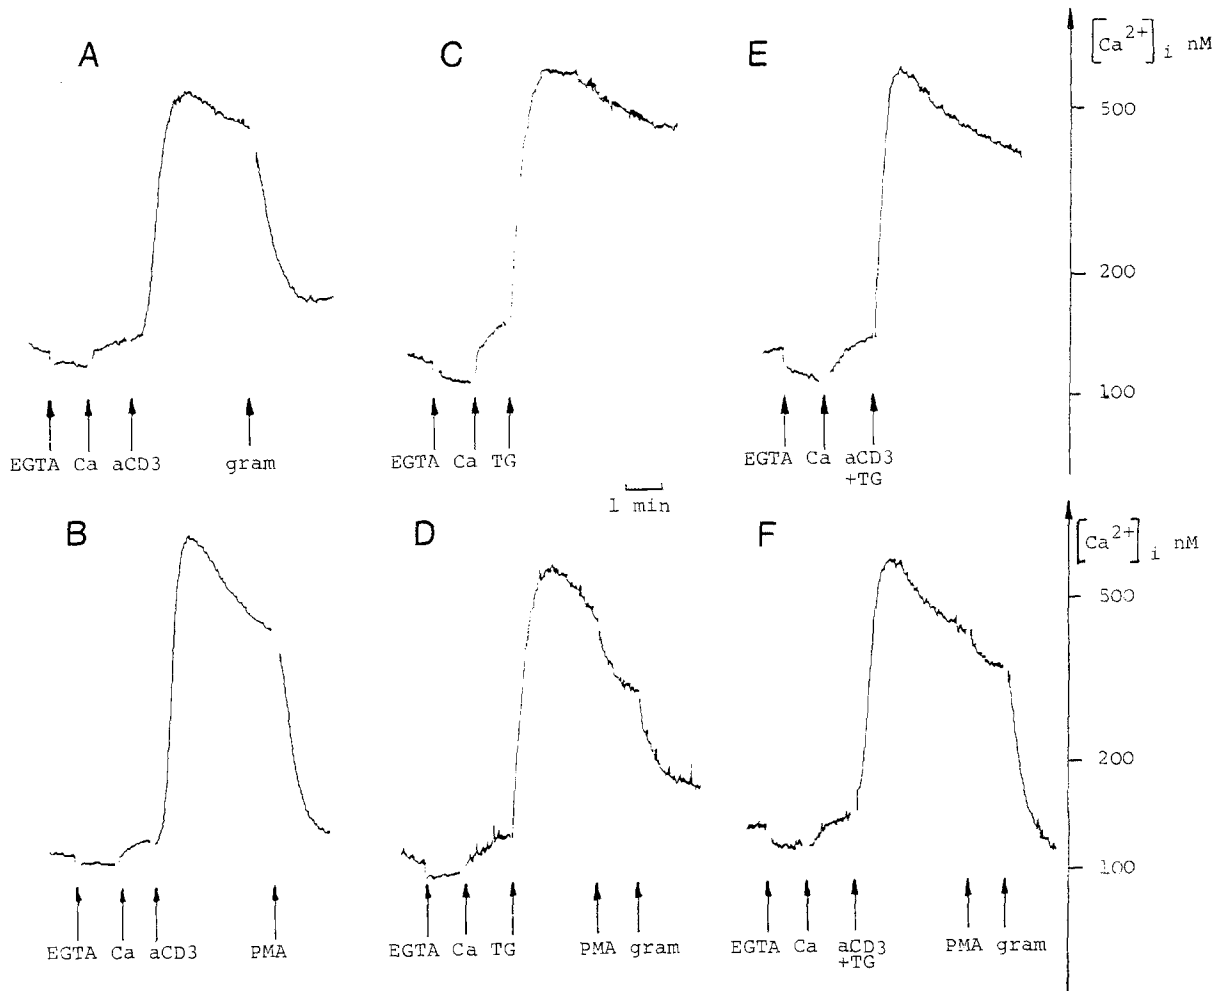 A
C
E
[Ca2+]i nM
500
200
100
EGTA Ca aCD3 gram
EGTA Ca TG
EGTA Ca aCD3
+TG
1 min
B
D
F
[Ca2+]i nM
500
200
100
EGTA Ca aCD3 PMA
EGTA Ca TG PMA gram
EGTA Ca aCD3 PMA gram
+TG